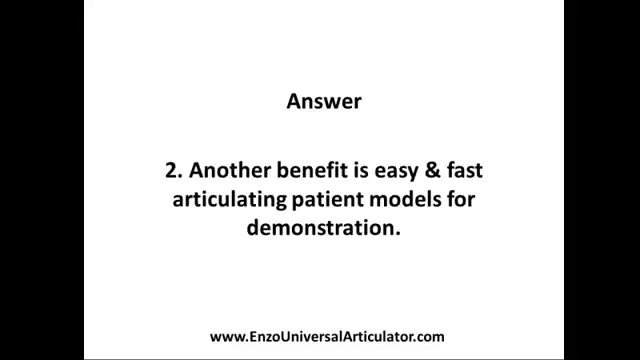 Answer
2. Another benefit is easy & fast
articulating patient models for
demonstration.
www.EnzoUniversalArticulator.com